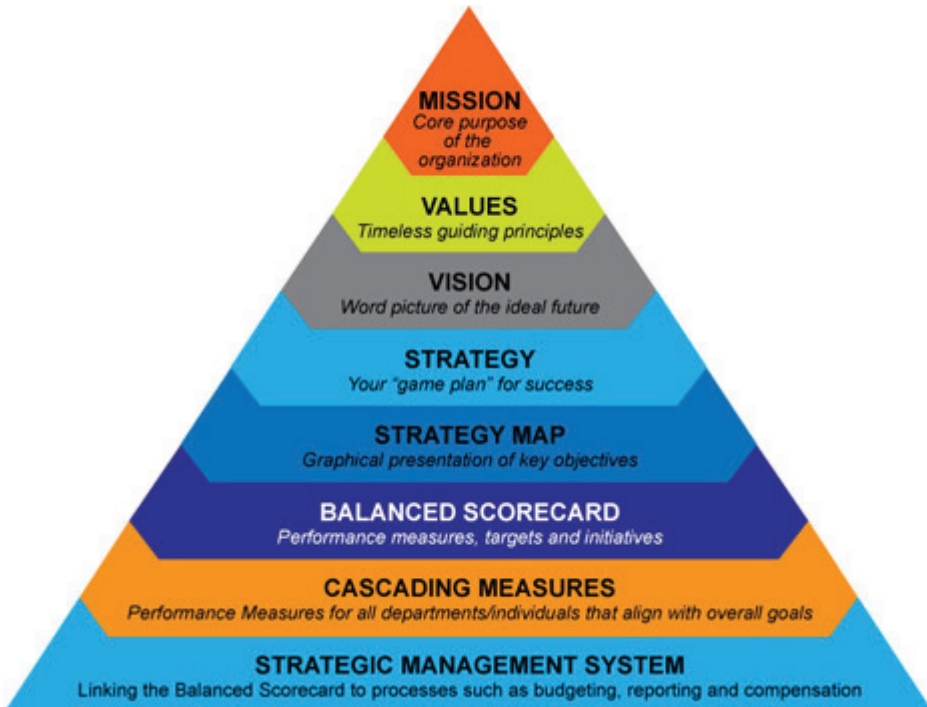 MISSION
Core purpose
of the
organization
VALUES
Timeless guiding principles
VISION
Word picture of the ideal future
STRATEGY
Your “game plan” for success
STRATEGY MAP
Graphical presentation of key objectives
BALANCED SCORECARD
Performance measures, targets and initiatives
CASCADING MEASURES
Performance Measures for all departments/individuals that align with overall goals
STRATEGIC MANAGEMENT SYSTEM
Linking the Balanced Scorecard to processes such as budgeting, reporting and compensation